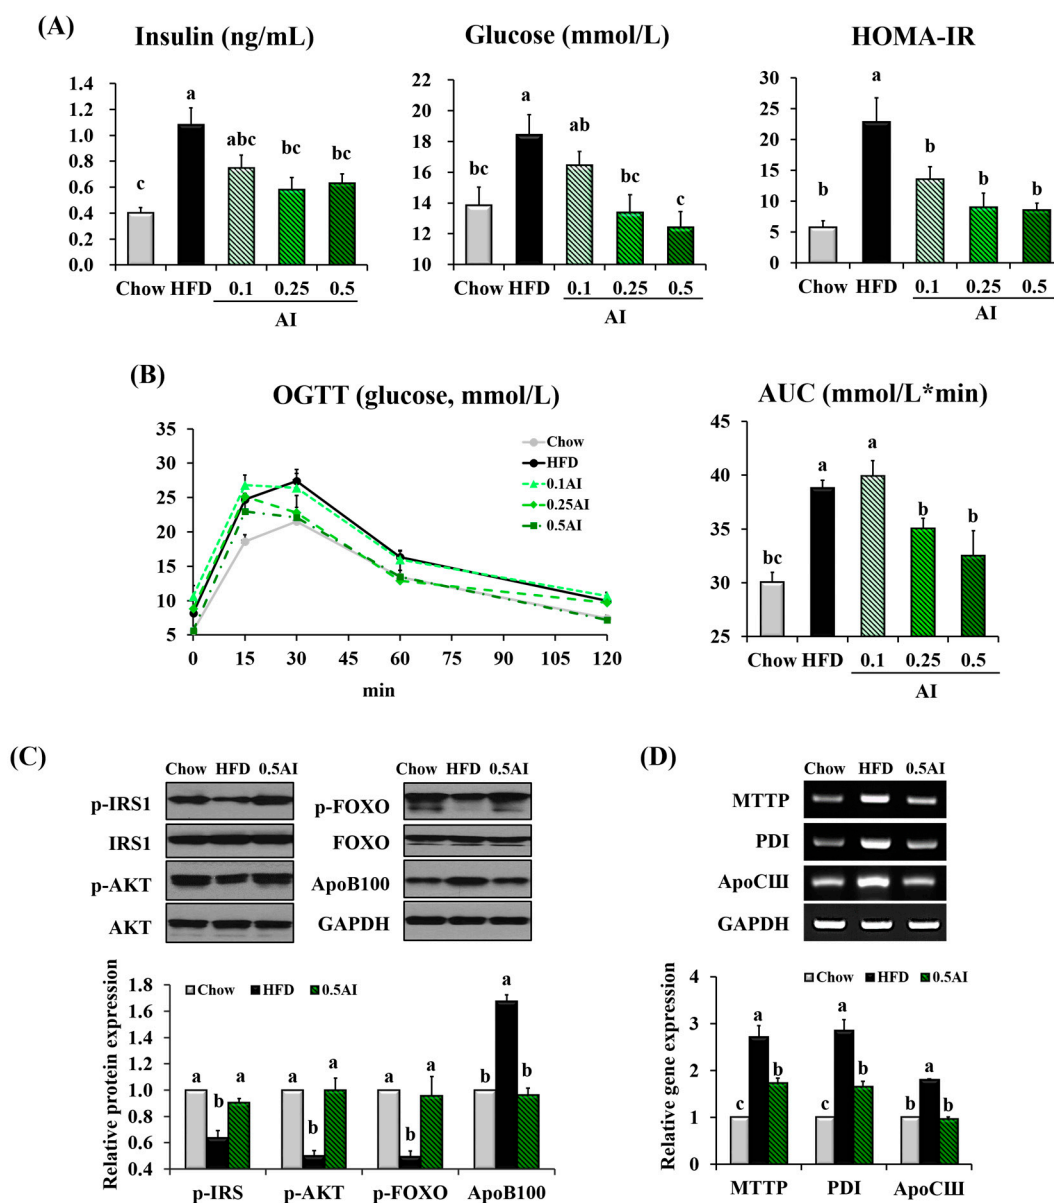 (A)
Insulin (ng/mL)
1.4
1.2
1.0
0.8
0.6
0.4
0.2
0.0
c
a
abc
bc
bc
Chow HFD 0.1 0.25 0.5
AI
Glucose (mmol/L)
22
20
18
16
14
12
10
bc
a
ab
bc
c
Chow HFD 0.1 0.25 0.5
AI
HOMA-IR
30
25
20
15
10
5
0
b
a
b
b
b
Chow HFD 0.1 0.25 0.5
AI
(B)
OGTT (glucose, mmol/L)
35
30
25
20
15
10
5
Chow
HFD
0.1AI
0.25AI
0.5AI
0 15 30 45 60 75 90 105 120
min
AUC (mmol/L*min)
45
40
35
30
25
bc
a
a
b
b
Chow HFD 0.1 0.25 0.5
AI
(C)
Chow HFD 0.5AI
p-IRS1
IRS1
p-AKT
AKT
Chow HFD 0.5AI
p-FOXO
FOXO
ApoB100
GAPDH
Relative protein expression
1.8
1.6
1.4
1.2
1.0
0.8
0.6
0.4
Chow HFD 0.5AI
a b a
a b a
a b a
b a b
p-IRS p-AKT p-FOXO ApoB100
(D)
Chow HFD 0.5AI
MTTP
PDI
ApoCⅢ
GAPDH
Relative gene expression
4
3
2
1
0
Chow HFD 0.5AI
c a b
c a b
b a b
MTTP PDI ApoCⅢ